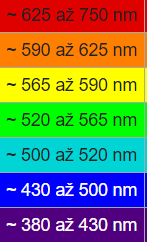 ~ 625 až 750 nm
~ 590 až 625 nm
~ 565 až 590 nm
~ 520 až 565 nm
~ 500 až 520 nm
~ 430 až 500 nm
~ 380 až 430 nm